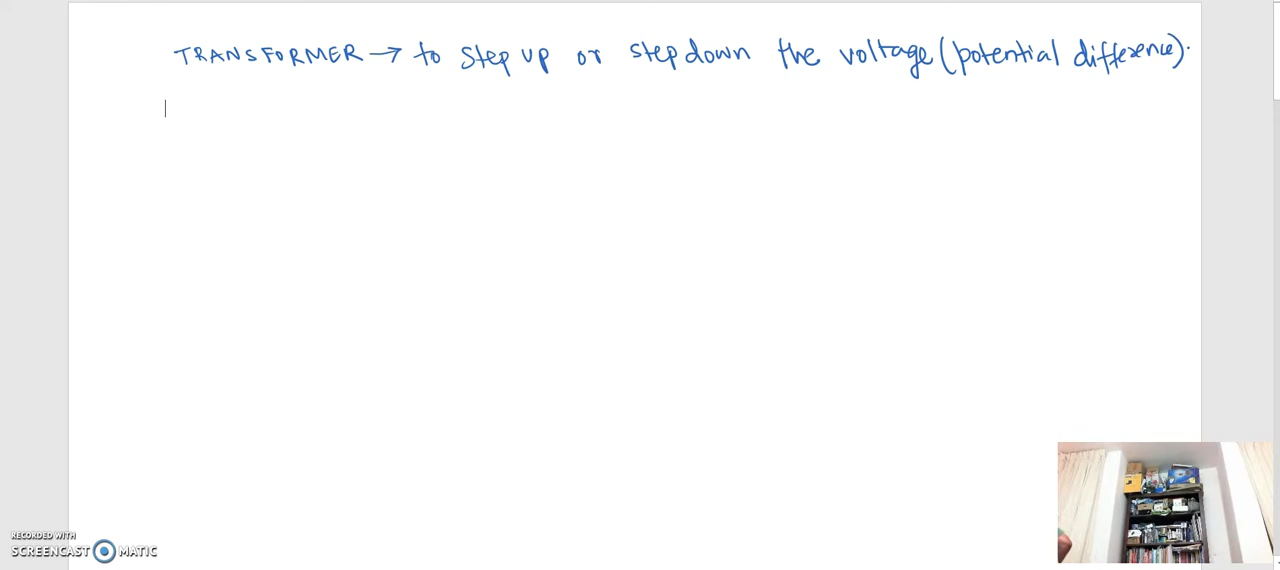 TRANSFORMER → to step up or step down the voltage (potential difference).
RECORDED WITH
SCREENCAST MATIC